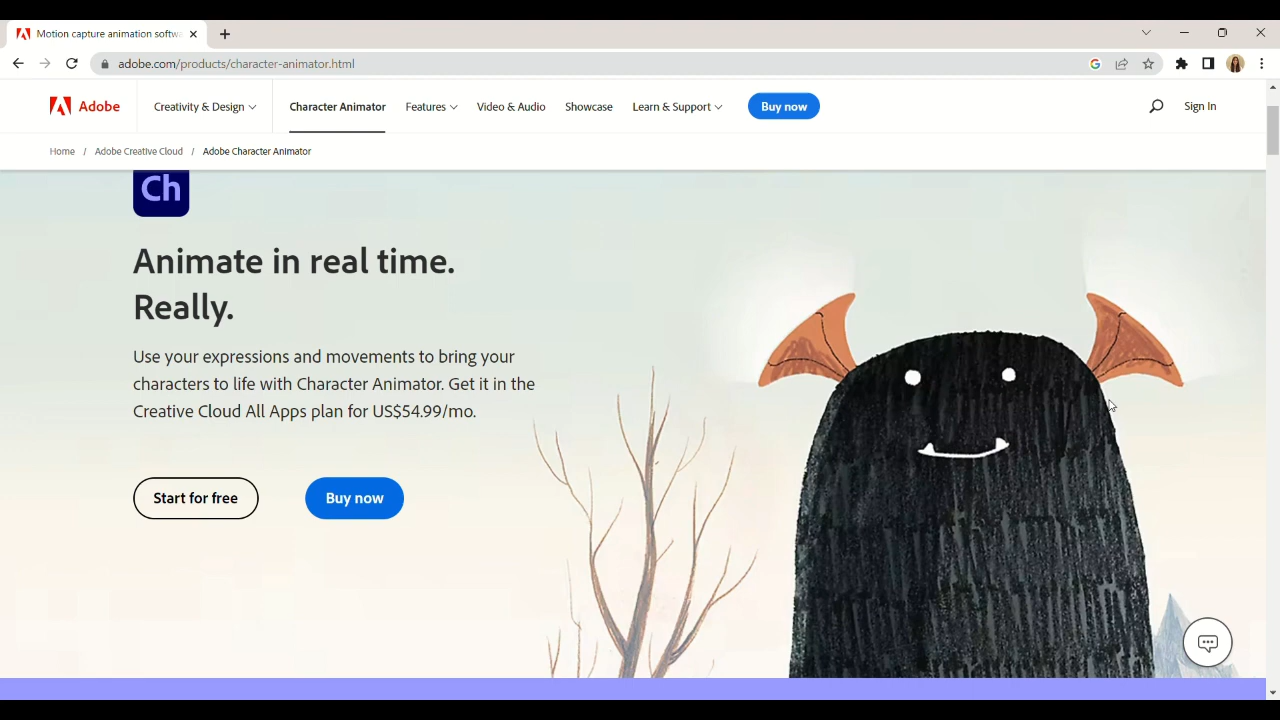 Motion capture animation softwa
adobe.com/products/character-animator.html
Adobe
Creativity & Design
Character Animator
Features
Video & Audio
Showcase
Learn & Support
Buy now
Sign In
Home / Adobe Creative Cloud / Adobe Character Animator
Ch
Animate in real time.
Really.
Use your expressions and movements to bring your
characters to life with Character Animator. Get it in the
Creative Cloud All Apps plan for US$54.99/mo.
Start for free
Buy now